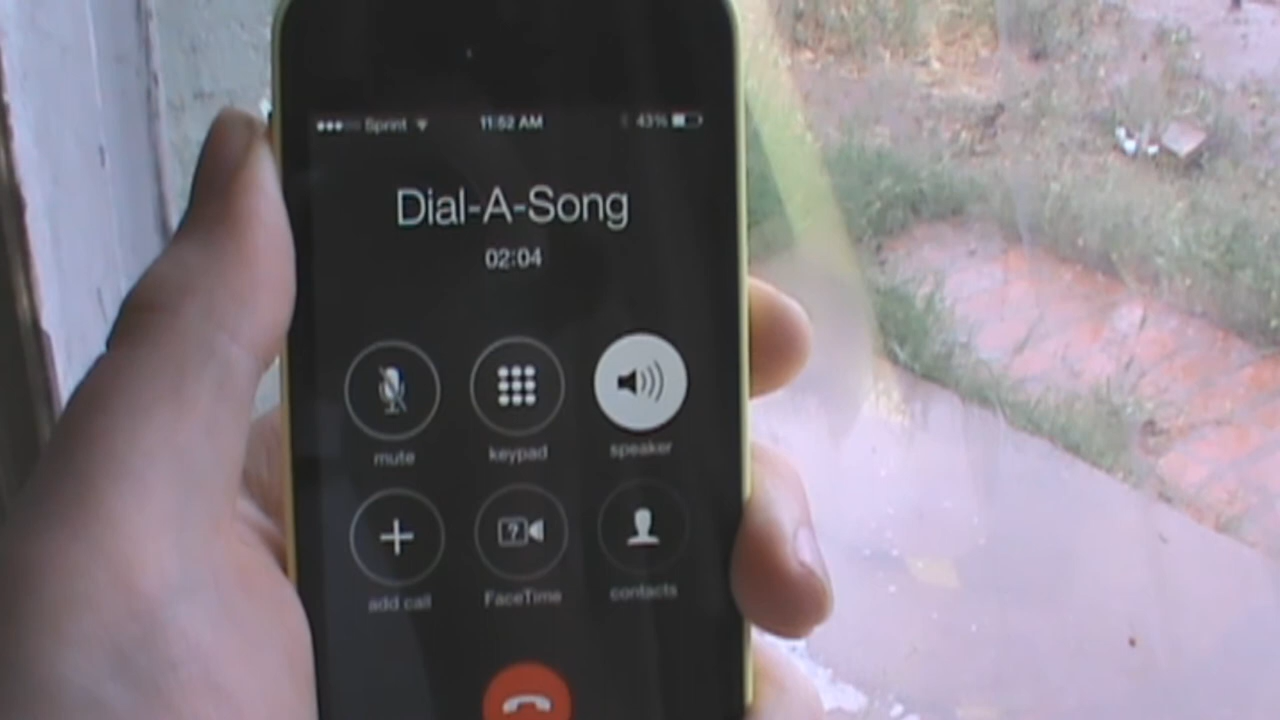 Sprint 11:52 AM 43%
Dial-A-Song
02:04
mute keypad speaker
?
add call FaceTime contacts